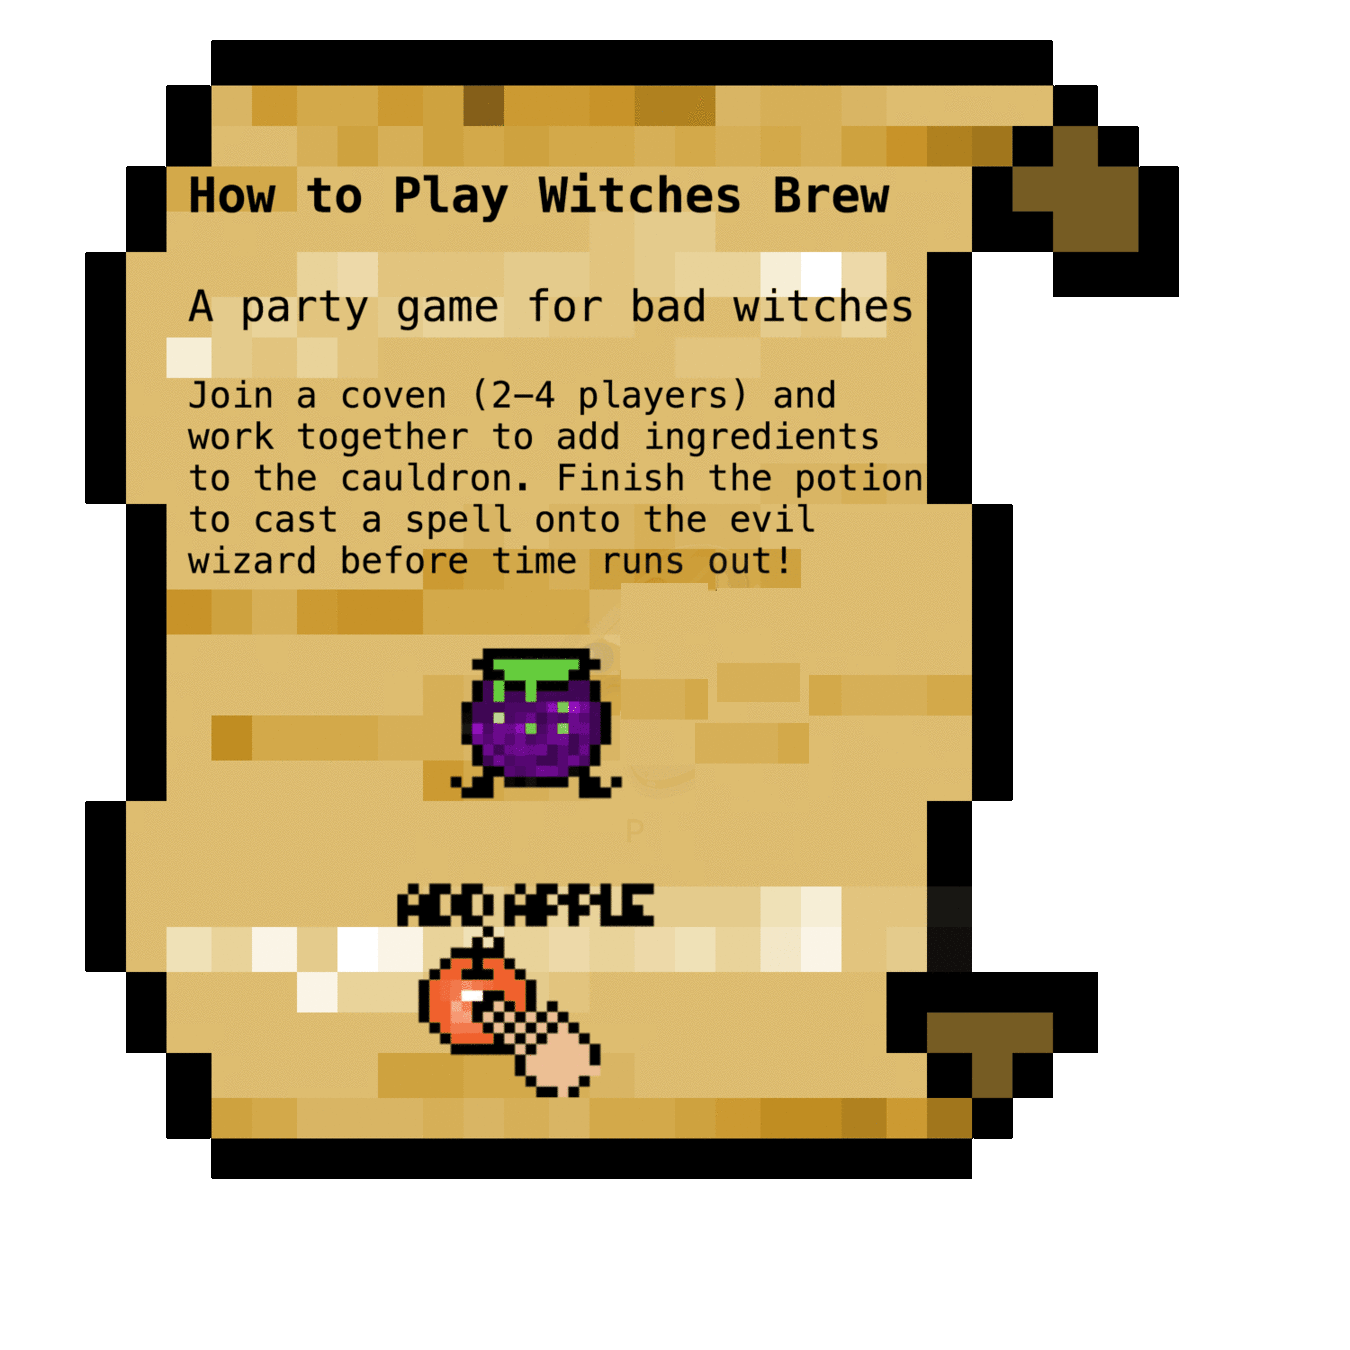 How to Play Witches Brew
A party game for bad witches
Join a coven (2–4 players) and
work together to add ingredients
to the cauldron. Finish the potion
to cast a spell onto the evil
wizard before time runs out!
P
ADD APPLE